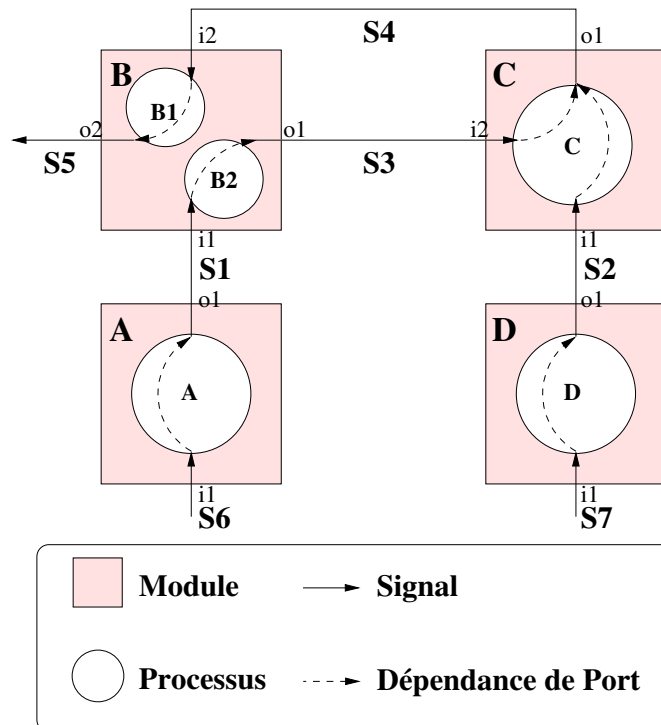 S4
i2
o1
B
C
B1
o2
o1
i2
C
S5
S3
B2
i1
i1
S1
S2
o1
o1
A
D
A
D
i1
i1
S6
S7
Module
Signal
Processus
Dépendance de Port